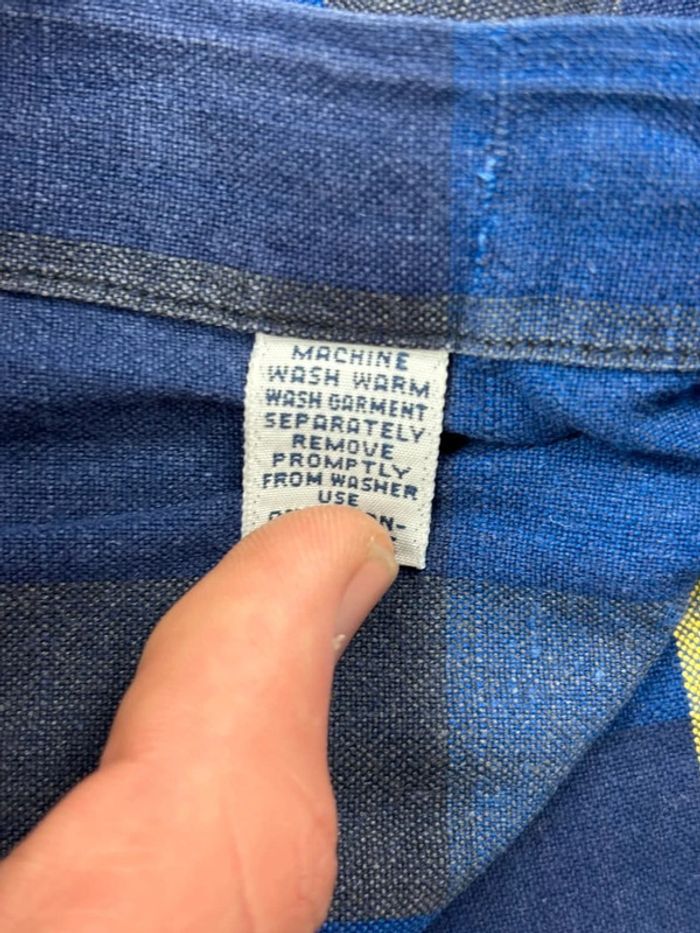 MACHINE
WASH WARM
WASH GARMENT
SEPARATELY
REMOVE
PROMPTLY
FROM WASHER
USE